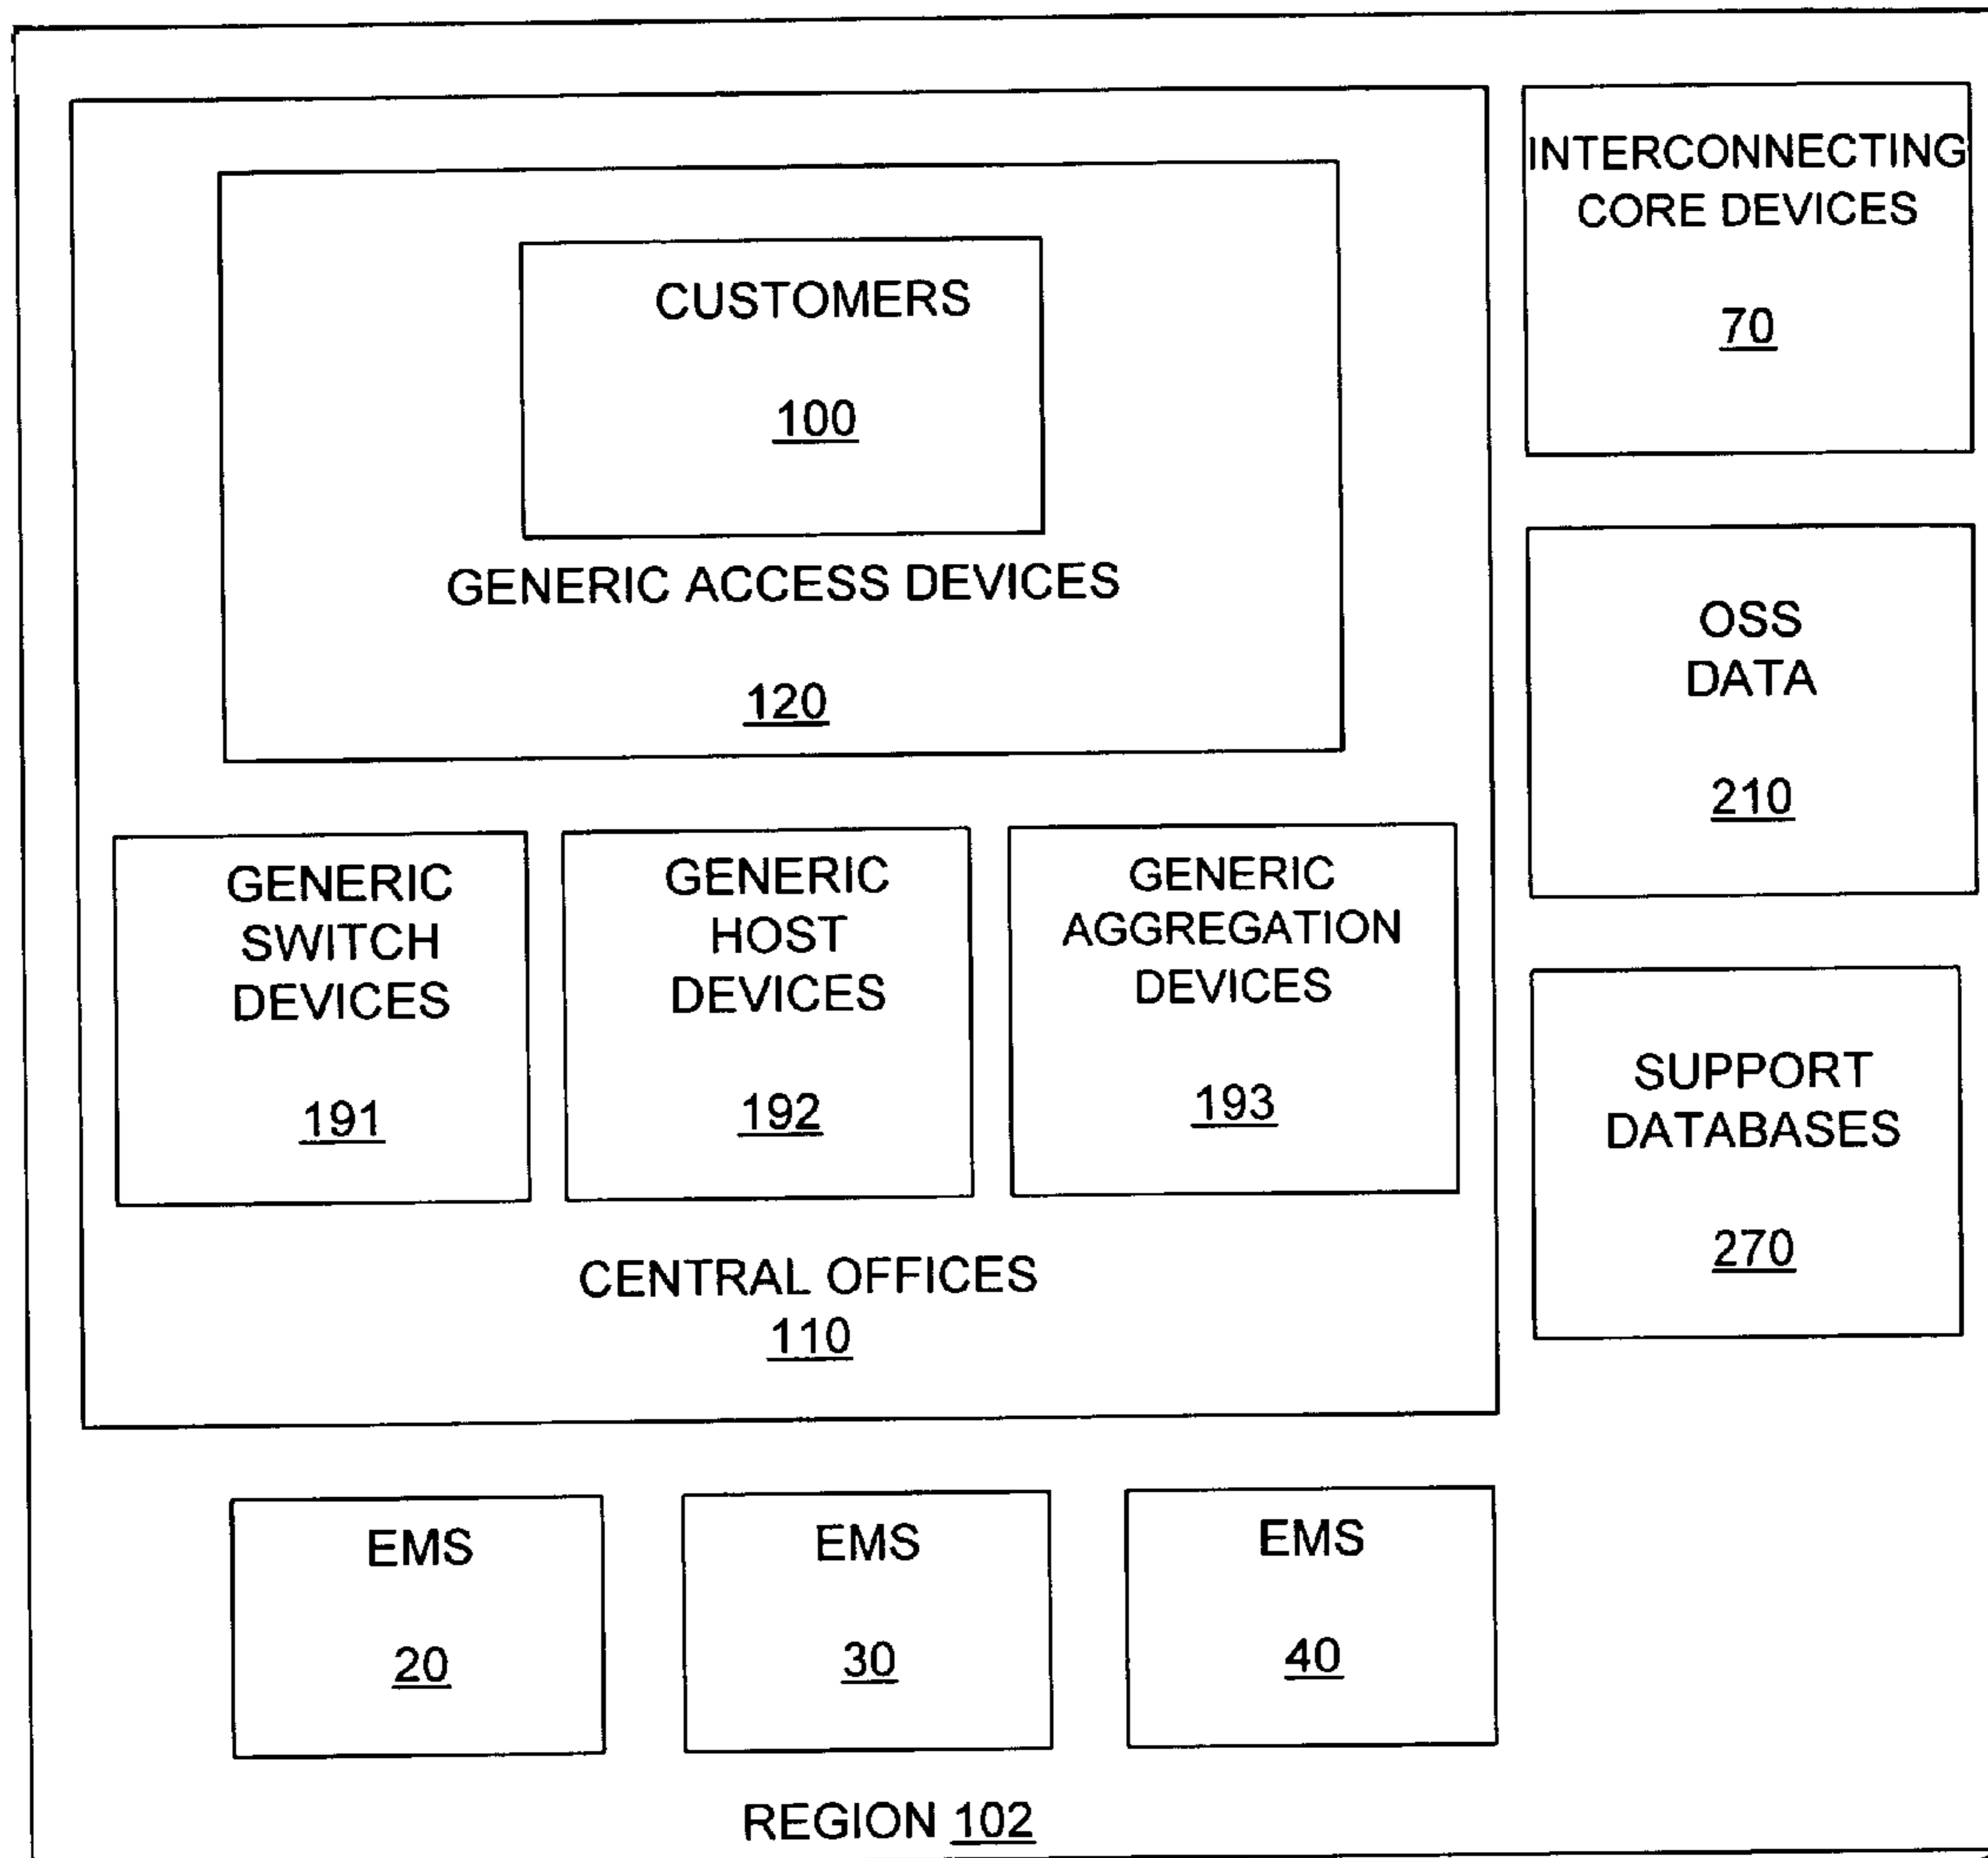 CUSTOMERS
100
GENERIC ACCESS DEVICES
120
GENERIC
SWITCH
DEVICES
191
GENERIC
HOST
DEVICES
192
GENERIC
AGGREGATION
DEVICES
193
CENTRAL OFFICES
110
INTERCONNECTING
CORE DEVICES
70
OSS
DATA
210
SUPPORT
DATABASES
270
EMS
20
EMS
30
EMS
40
REGION 102